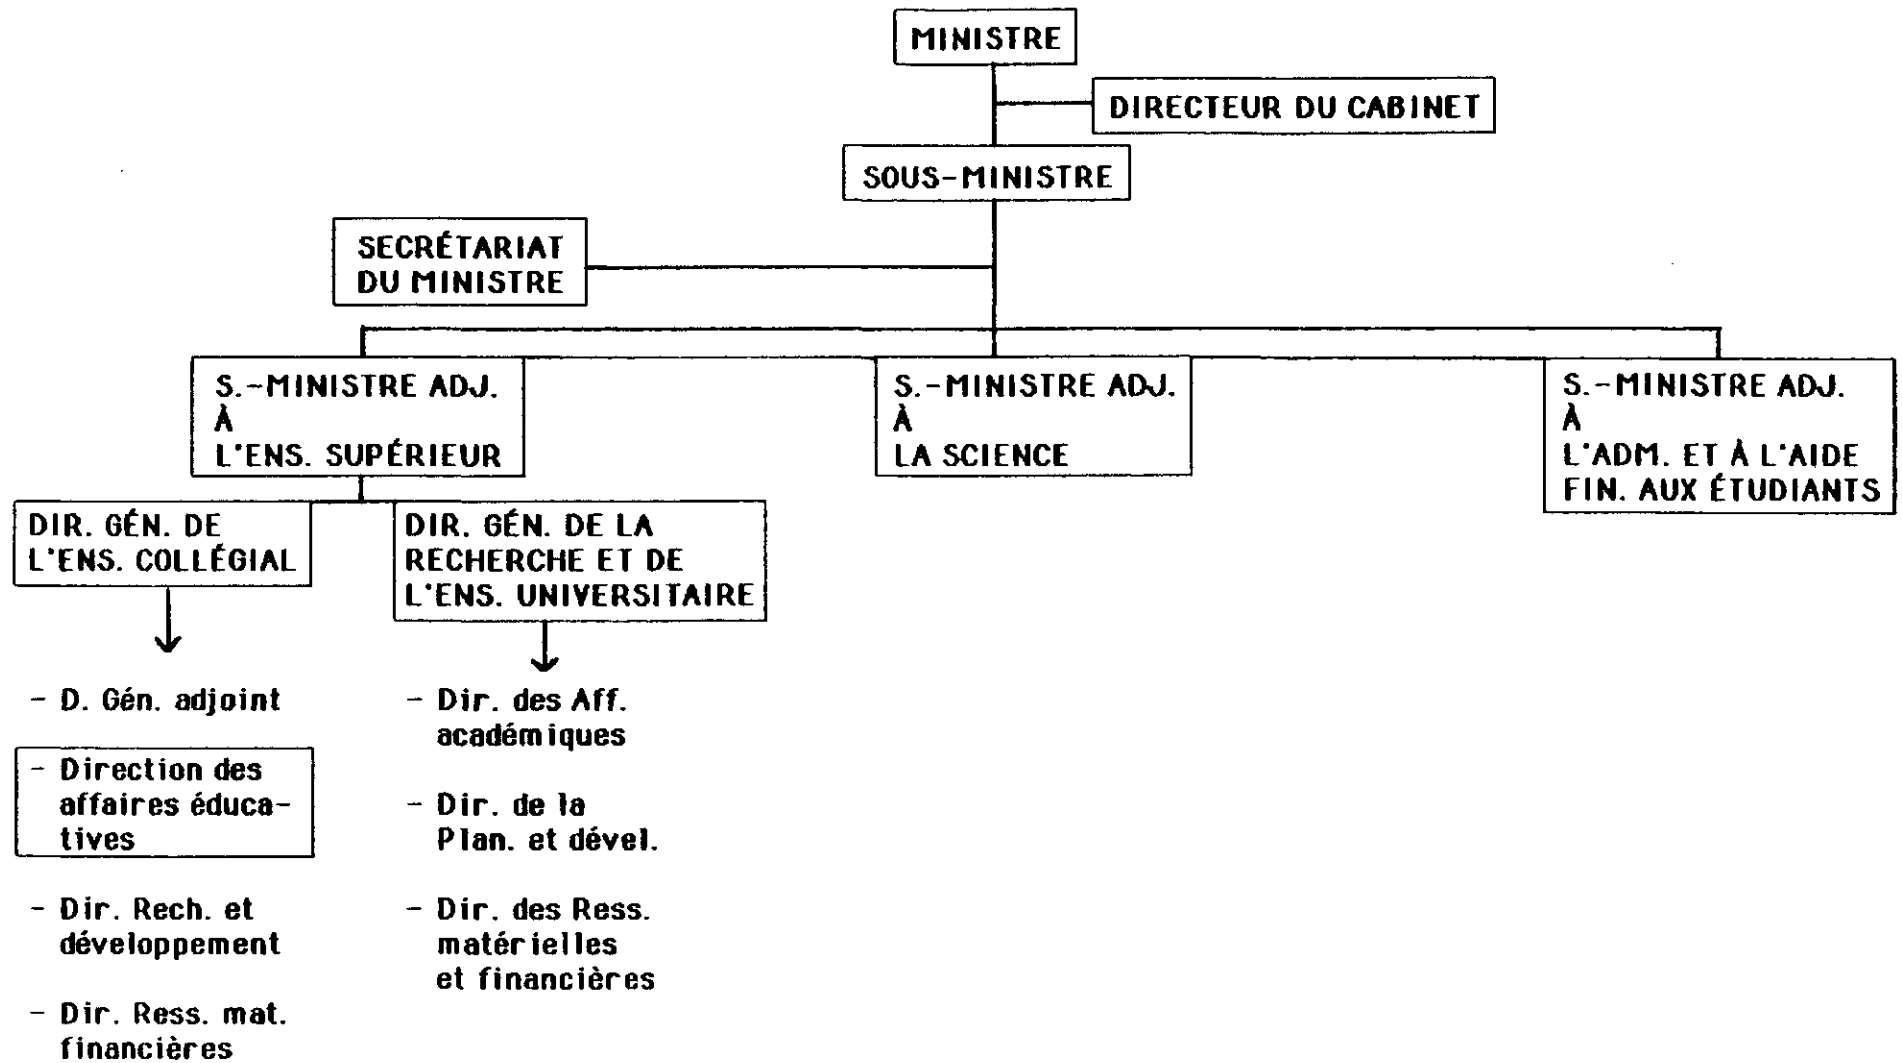 MINISTRE
DIRECTEUR DU CABINET
SOUS-MINISTRE
SECRÉTARIAT
DU MINISTRE
S.-MINISTRE ADJ.
À
L'ENS. SUPÉRIEUR
S.-MINISTRE ADJ.
À
LA SCIENCE
S.-MINISTRE ADJ.
À
L'ADM. ET À L'AIDE
FIN. AUX ÉTUDIANTS
DIR. GÉN. DE
L'ENS. COLLÉGIAL
DIR. GÉN. DE LA
RECHERCHE ET DE
L'ENS. UNIVERSITAIRE
- D. Gén. adjoint
- Direction des
affaires éduca-
tives
- Dir. Rech. et
développement
- Dir. Ress. mat.
financières
- Dir. des Aff.
académiques
- Dir. de la
Plan. et dével.
- Dir. des Ress.
matérielles
et financières